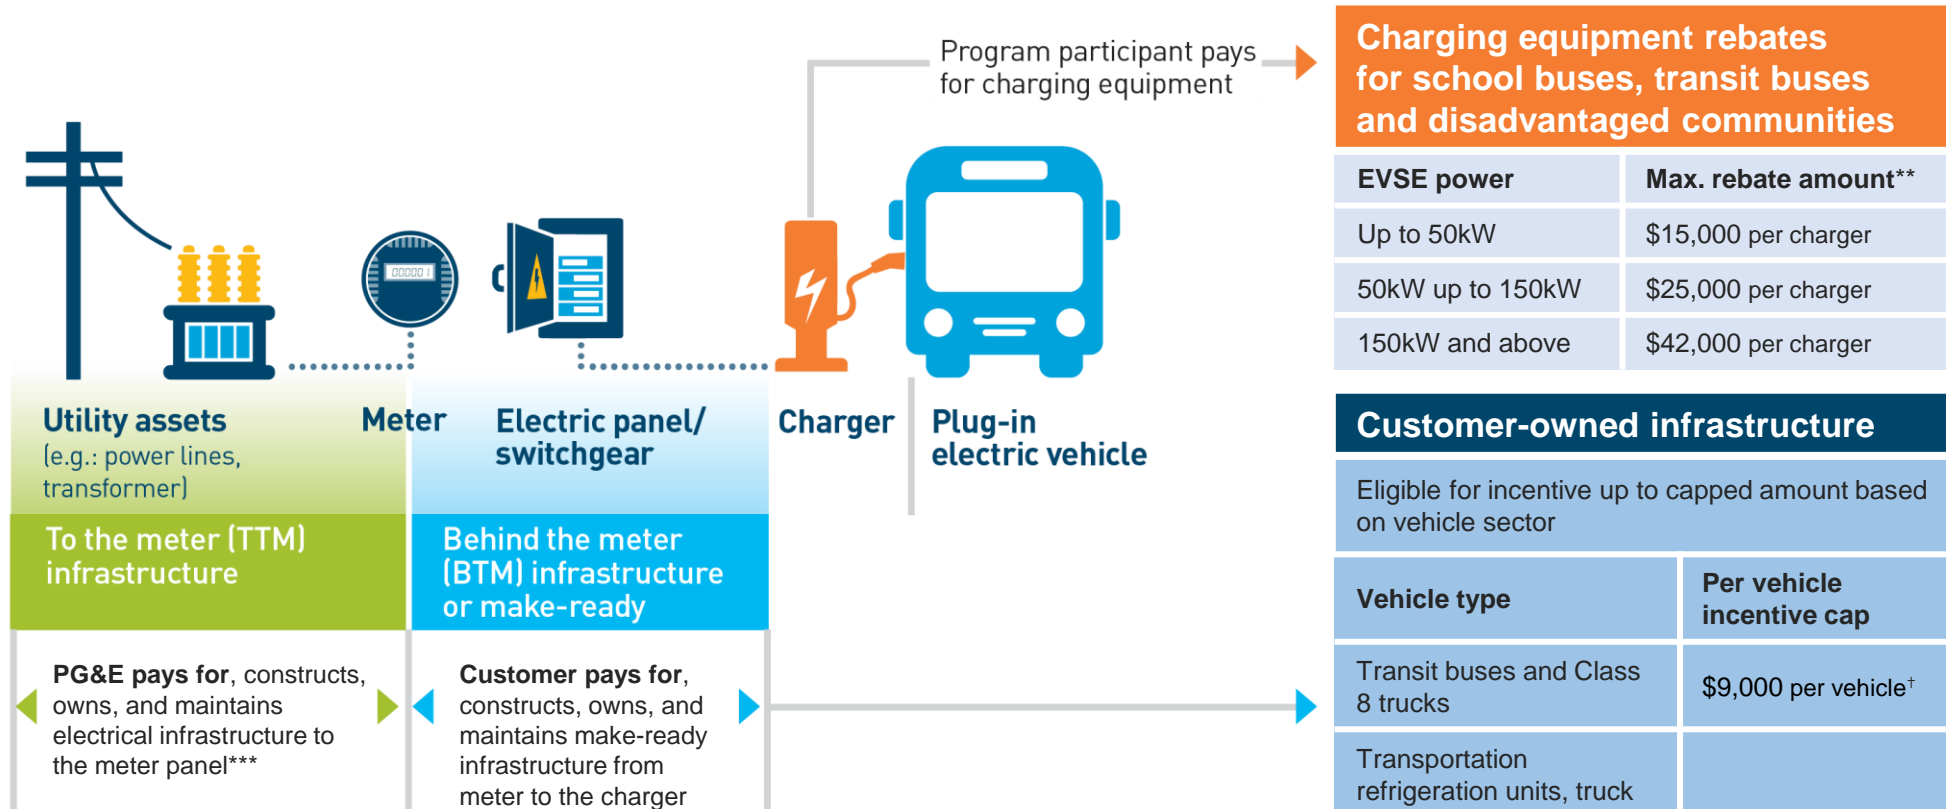 Program participant pays
for charging equipment
000001
Utility assets
(e.g.: power lines,
transformer)
Meter
Electric panel/
switchgear
Charger
Plug-in
electric vehicle
To the meter (TTM)
infrastructure
Behind the meter
(BTM) infrastructure
or make-ready
PG&E pays for, constructs,
owns, and maintains
electrical infrastructure to
the meter panel***
Customer pays for,
constructs, owns, and
maintains make-ready
infrastructure from
meter to the charger
Charging equipment rebates
for school buses, transit buses
and disadvantaged communities
EVSE power Max. rebate amount**
Up to 50kW $15,000 per charger
50kW up to 150kW $25,000 per charger
150kW and above $42,000 per charger
Customer-owned infrastructure
Eligible for incentive up to capped amount based
on vehicle sector
Vehicle type
Per vehicle
incentive cap
Transit buses and Class
8 trucks
$9,000 per vehicle†
Transportation
refrigeration units, truck